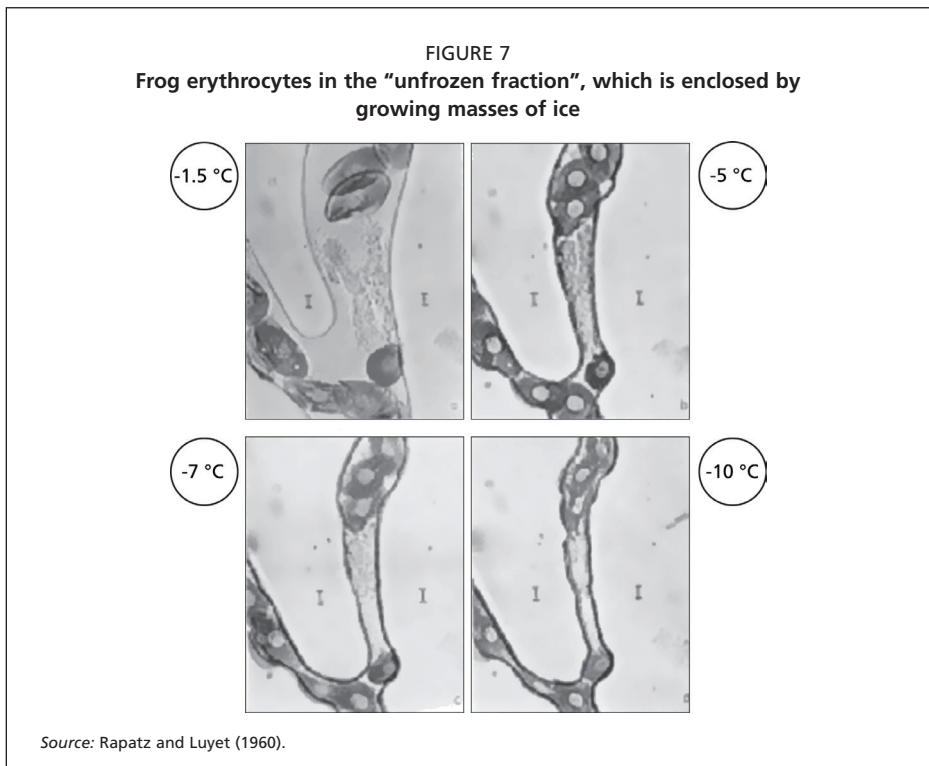 FIGURE 7
Frog erythrocytes in the “unfrozen fraction”, which is enclosed by
growing masses of ice
-1.5 °C
-5 °C
I
I
a
I
I
b
-7 °C
-10 °C
I
I
c
I
I
Source: Rapatz and Luyet (1960).